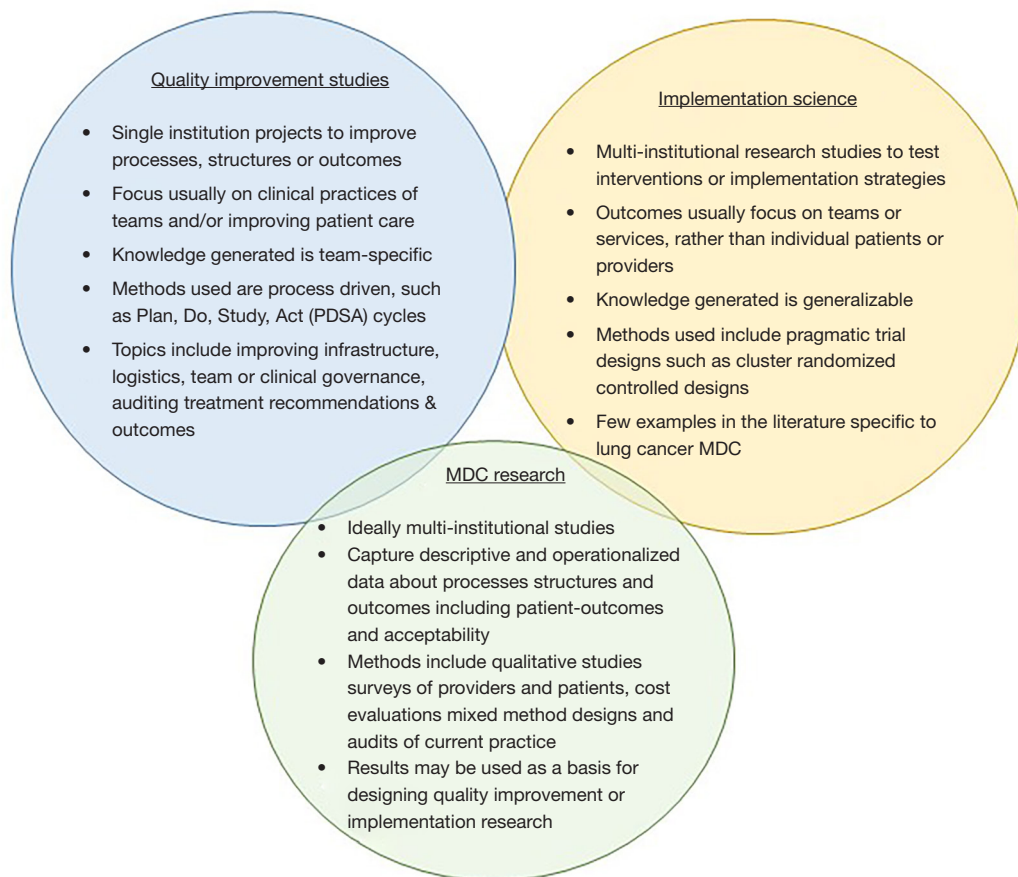 Quality improvement studies
• Single institution projects to improve
processes, structures or outcomes
• Focus usually on clinical practices of
teams and/or improving patient care
• Knowledge generated is team-specific
• Methods used are process driven, such
as Plan, Do, Study, Act (PDSA) cycles
• Topics include improving infrastructure,
logistics, team or clinical governance,
auditing treatment recommendations &
outcomes
Implementation science
• Multi-institutional research studies to test
interventions or implementation strategies
• Outcomes usually focus on teams or
services, rather than individual patients or
providers
• Knowledge generated is generalizable
• Methods used include pragmatic trial
designs such as cluster randomized
controlled designs
• Few examples in the literature specific to
lung cancer MDC
MDC research
• Ideally multi-institutional studies
• Capture descriptive and operationalized
data about processes structures and
outcomes including patient-outcomes
and acceptability
• Methods include qualitative studies
surveys of providers and patients, cost
evaluations mixed method designs and
audits of current practice
• Results may be used as a basis for
designing quality improvement or
implementation research